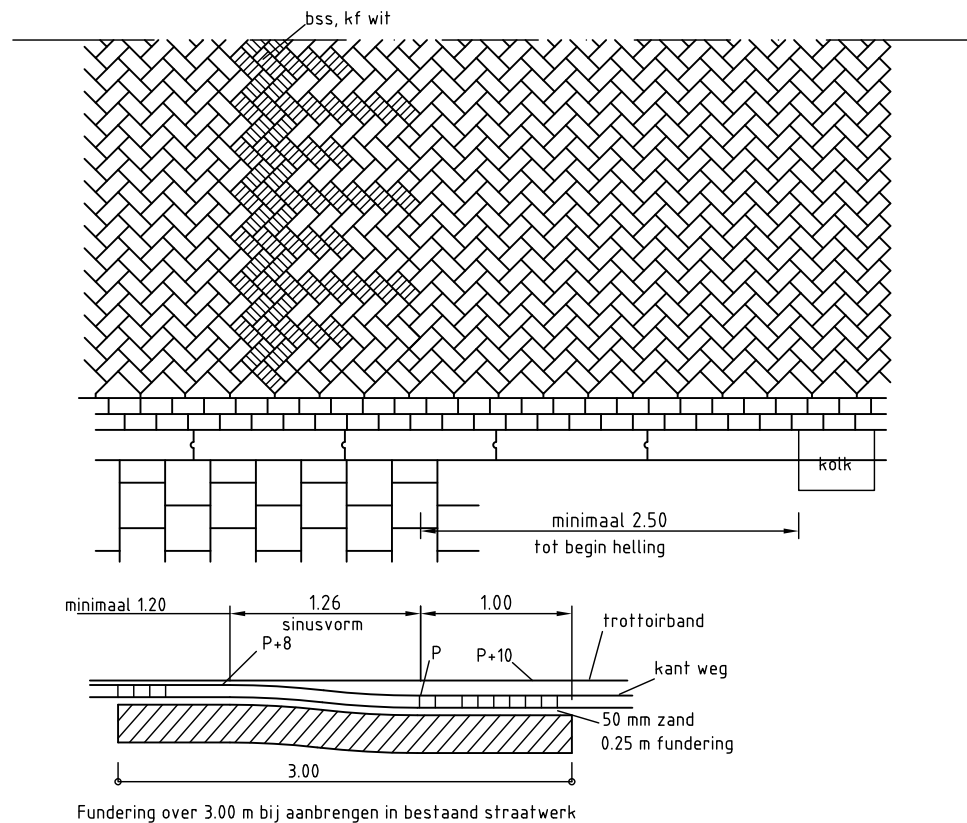 bss, kf wit
kolk
minimaal 2.50
tot begin helling
minimaal 1.20
1.26
sinusvorm
1.00
trottoirband
P+8
P
P+10
kant weg
50 mm zand
0.25 m fundering
3.00
Fundering over 3.00 m bij aanbrengen in bestaand straatwerk